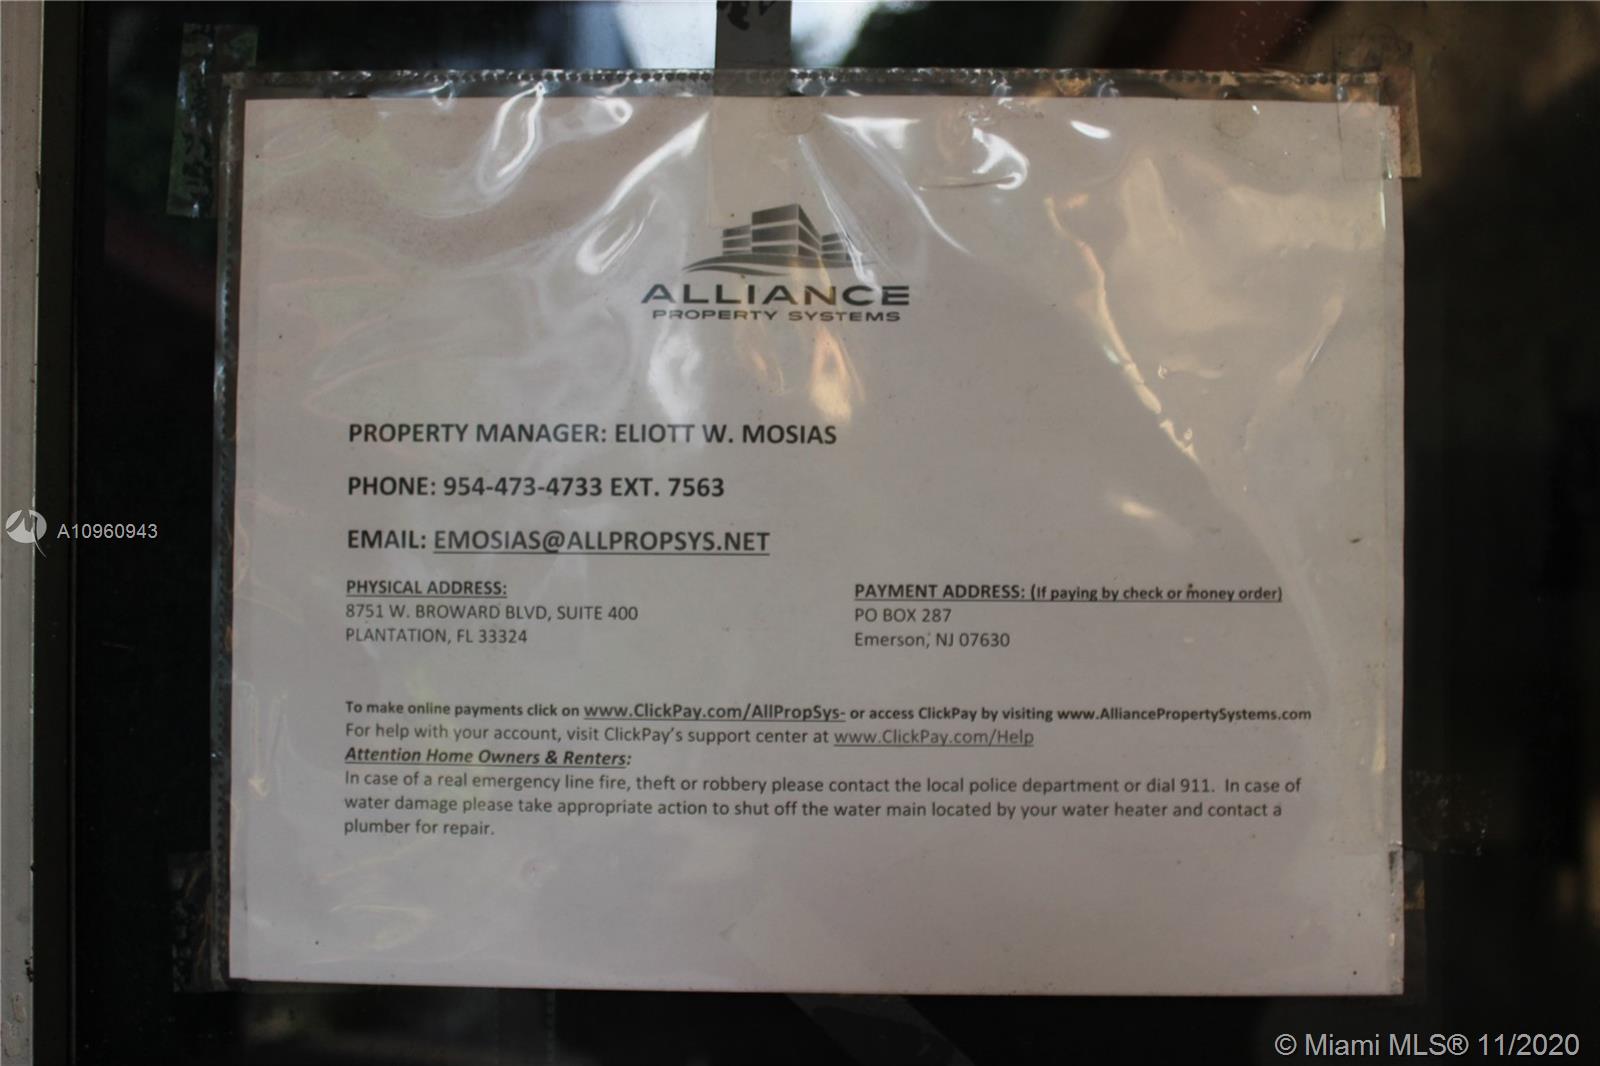 ALLIANCE
PROPERTY SYSTEMS
PROPERTY MANAGER: ELIOTT W. MOSIAS
PHONE: 954-473-4733 EXT. 7563
EMAIL: EMOSIAS@ALLPROPSYS.NET
PHYSICAL ADDRESS:
8751 W. BROWARD BLVD, SUITE 400
PLANTATION, FL 33324
PAYMENT ADDRESS: (If paying by check or money order)
PO BOX 287
Emerson, NJ 07630
To make online payments click on www.ClickPay.com/AllPropSys- or access ClickPay by visiting www.AlliancePropertySystems.com
For help with your account, visit ClickPay's support center at www.ClickPay.com/Help
Attention Home Owners & Renters:
In case of a real emergency line fire, theft or robbery please contact the local police department or dial 911. In case of
water damage please take appropriate action to shut off the water main located by your water heater and contact a
plumber for repair.
A10960943
© Miami MLS® 11/2020